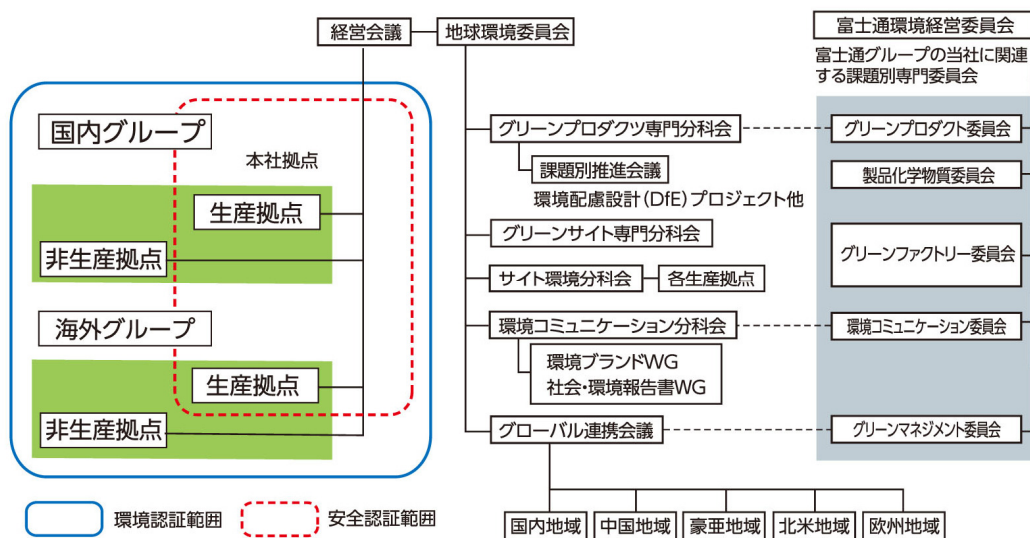 経営会議
地球環境委員会
富士通環境経営委員会
富士通グループの当社に関連
する課題別専門委員会
国内グループ
本社拠点
生産拠点
非生産拠点
海外グループ
生産拠点
非生産拠点
グリーンプロダクツ専門分科会
課題別推進会議
環境配慮設計(DfE)プロジェクト他
グリーンサイト専門分科会
サイト環境分科会
各生産拠点
環境コミュニケーション分科会
環境ブランドWG
社会・環境報告書WG
グローバル連携会議
国内地域
中国地域
豪亜地域
北米地域
欧州地域
グリーンプロダクト委員会
製品化学物質委員会
グリーンファクトリー委員会
環境コミュニケーション委員会
グリーンマネジメント委員会
環境認証範囲
安全認証範囲